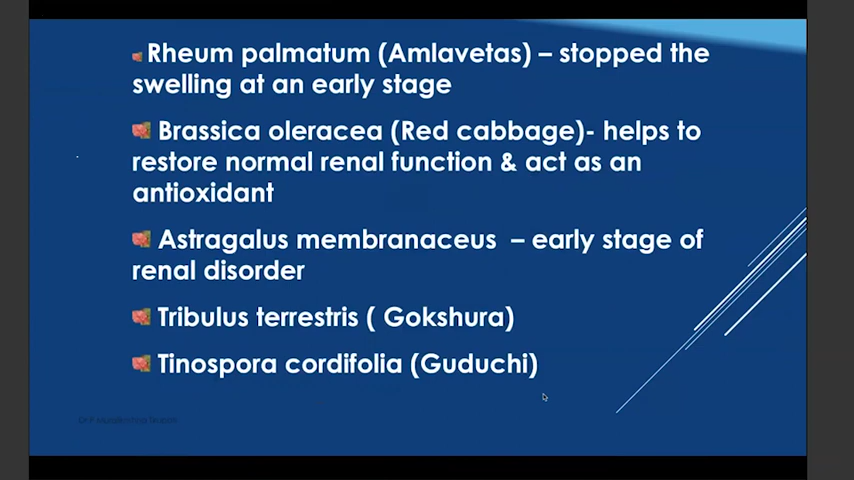 Rheum palmatum (Amlavetas) – stopped the
swelling at an early stage
Brassica oleracea (Red cabbage)- helps to
restore normal renal function & act as an
antioxidant
Astragalus membranaceus – early stage of
renal disorder
Tribulus terrestris ( Gokshura)
Tinospora cordifolia (Guduchi)